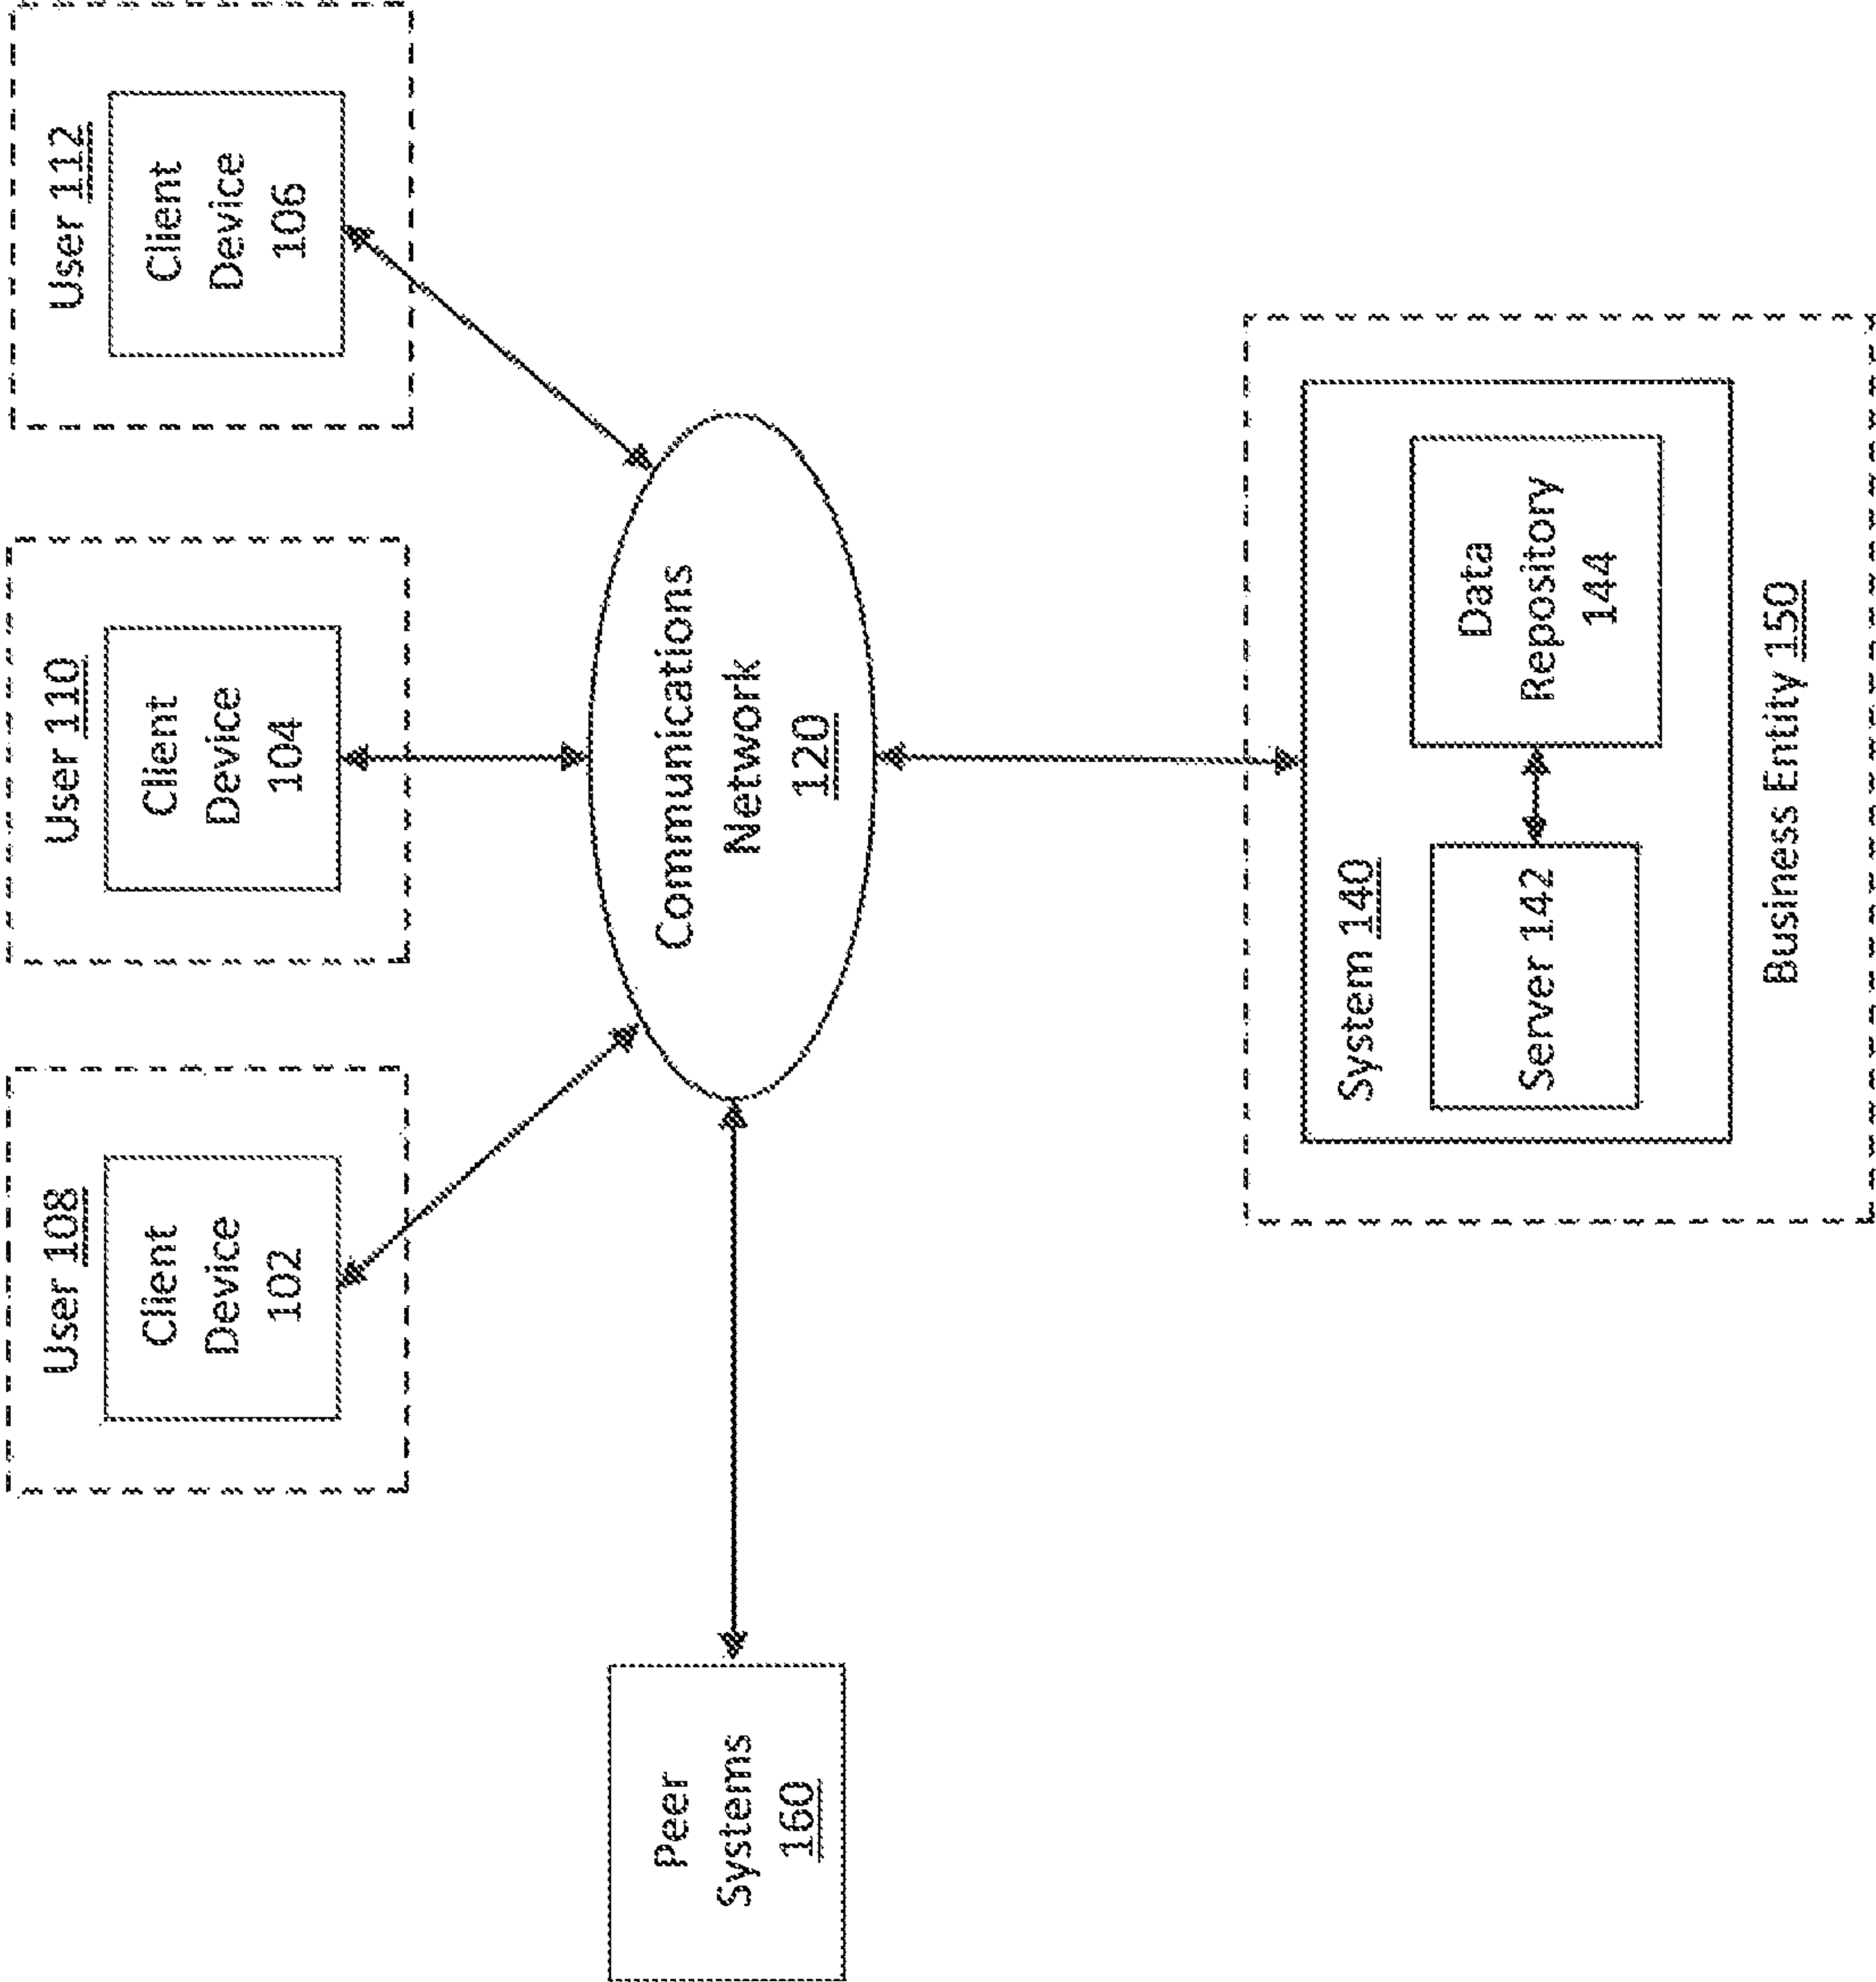 User 108
Client
Device
102
User 110
Client
Device
104
User 112
Client
Device
106
Communications
Network
120
Peer
Systems
160
System 140
Server 142
Data
Repository
144
Business Entity 150